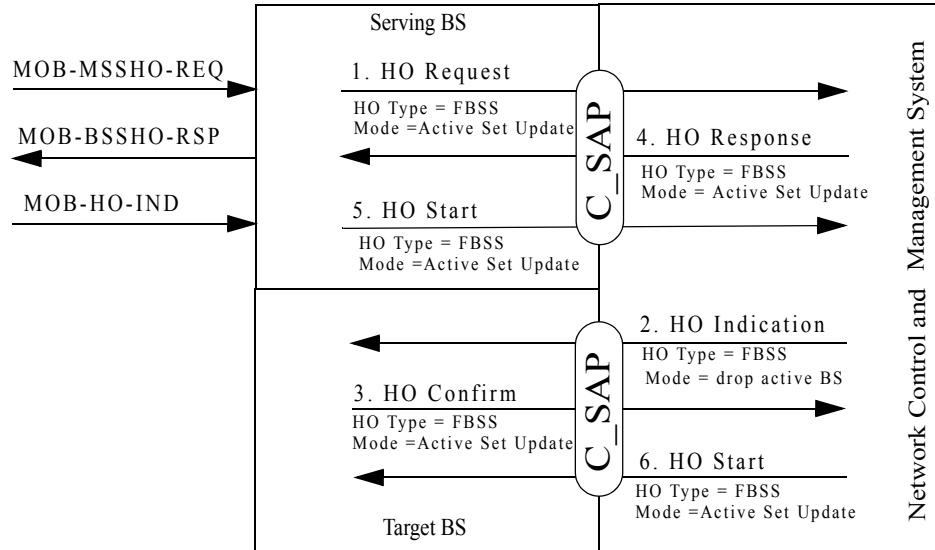 Serving BS
MOB-MSSHO-REQ
1. HO Request
HO Type = FBSS
Mode =Active Set Update
MOB-BSSHO-RSP
4. HO Response
HO Type = FBSS
Mode = Active Set Update
MOB-HO-IND
5. HO Start
HO Type = FBSS
Mode =Active Set Update
C_SAP
2. HO Indication
HO Type = FBSS
Mode = drop active BS
3. HO Confirm
HO Type = FBSS
Mode =Active Set Update
6. HO Start
HO Type = FBSS
Mode =Active Set Update
C_SAP
Target BS
Network Control and Management System